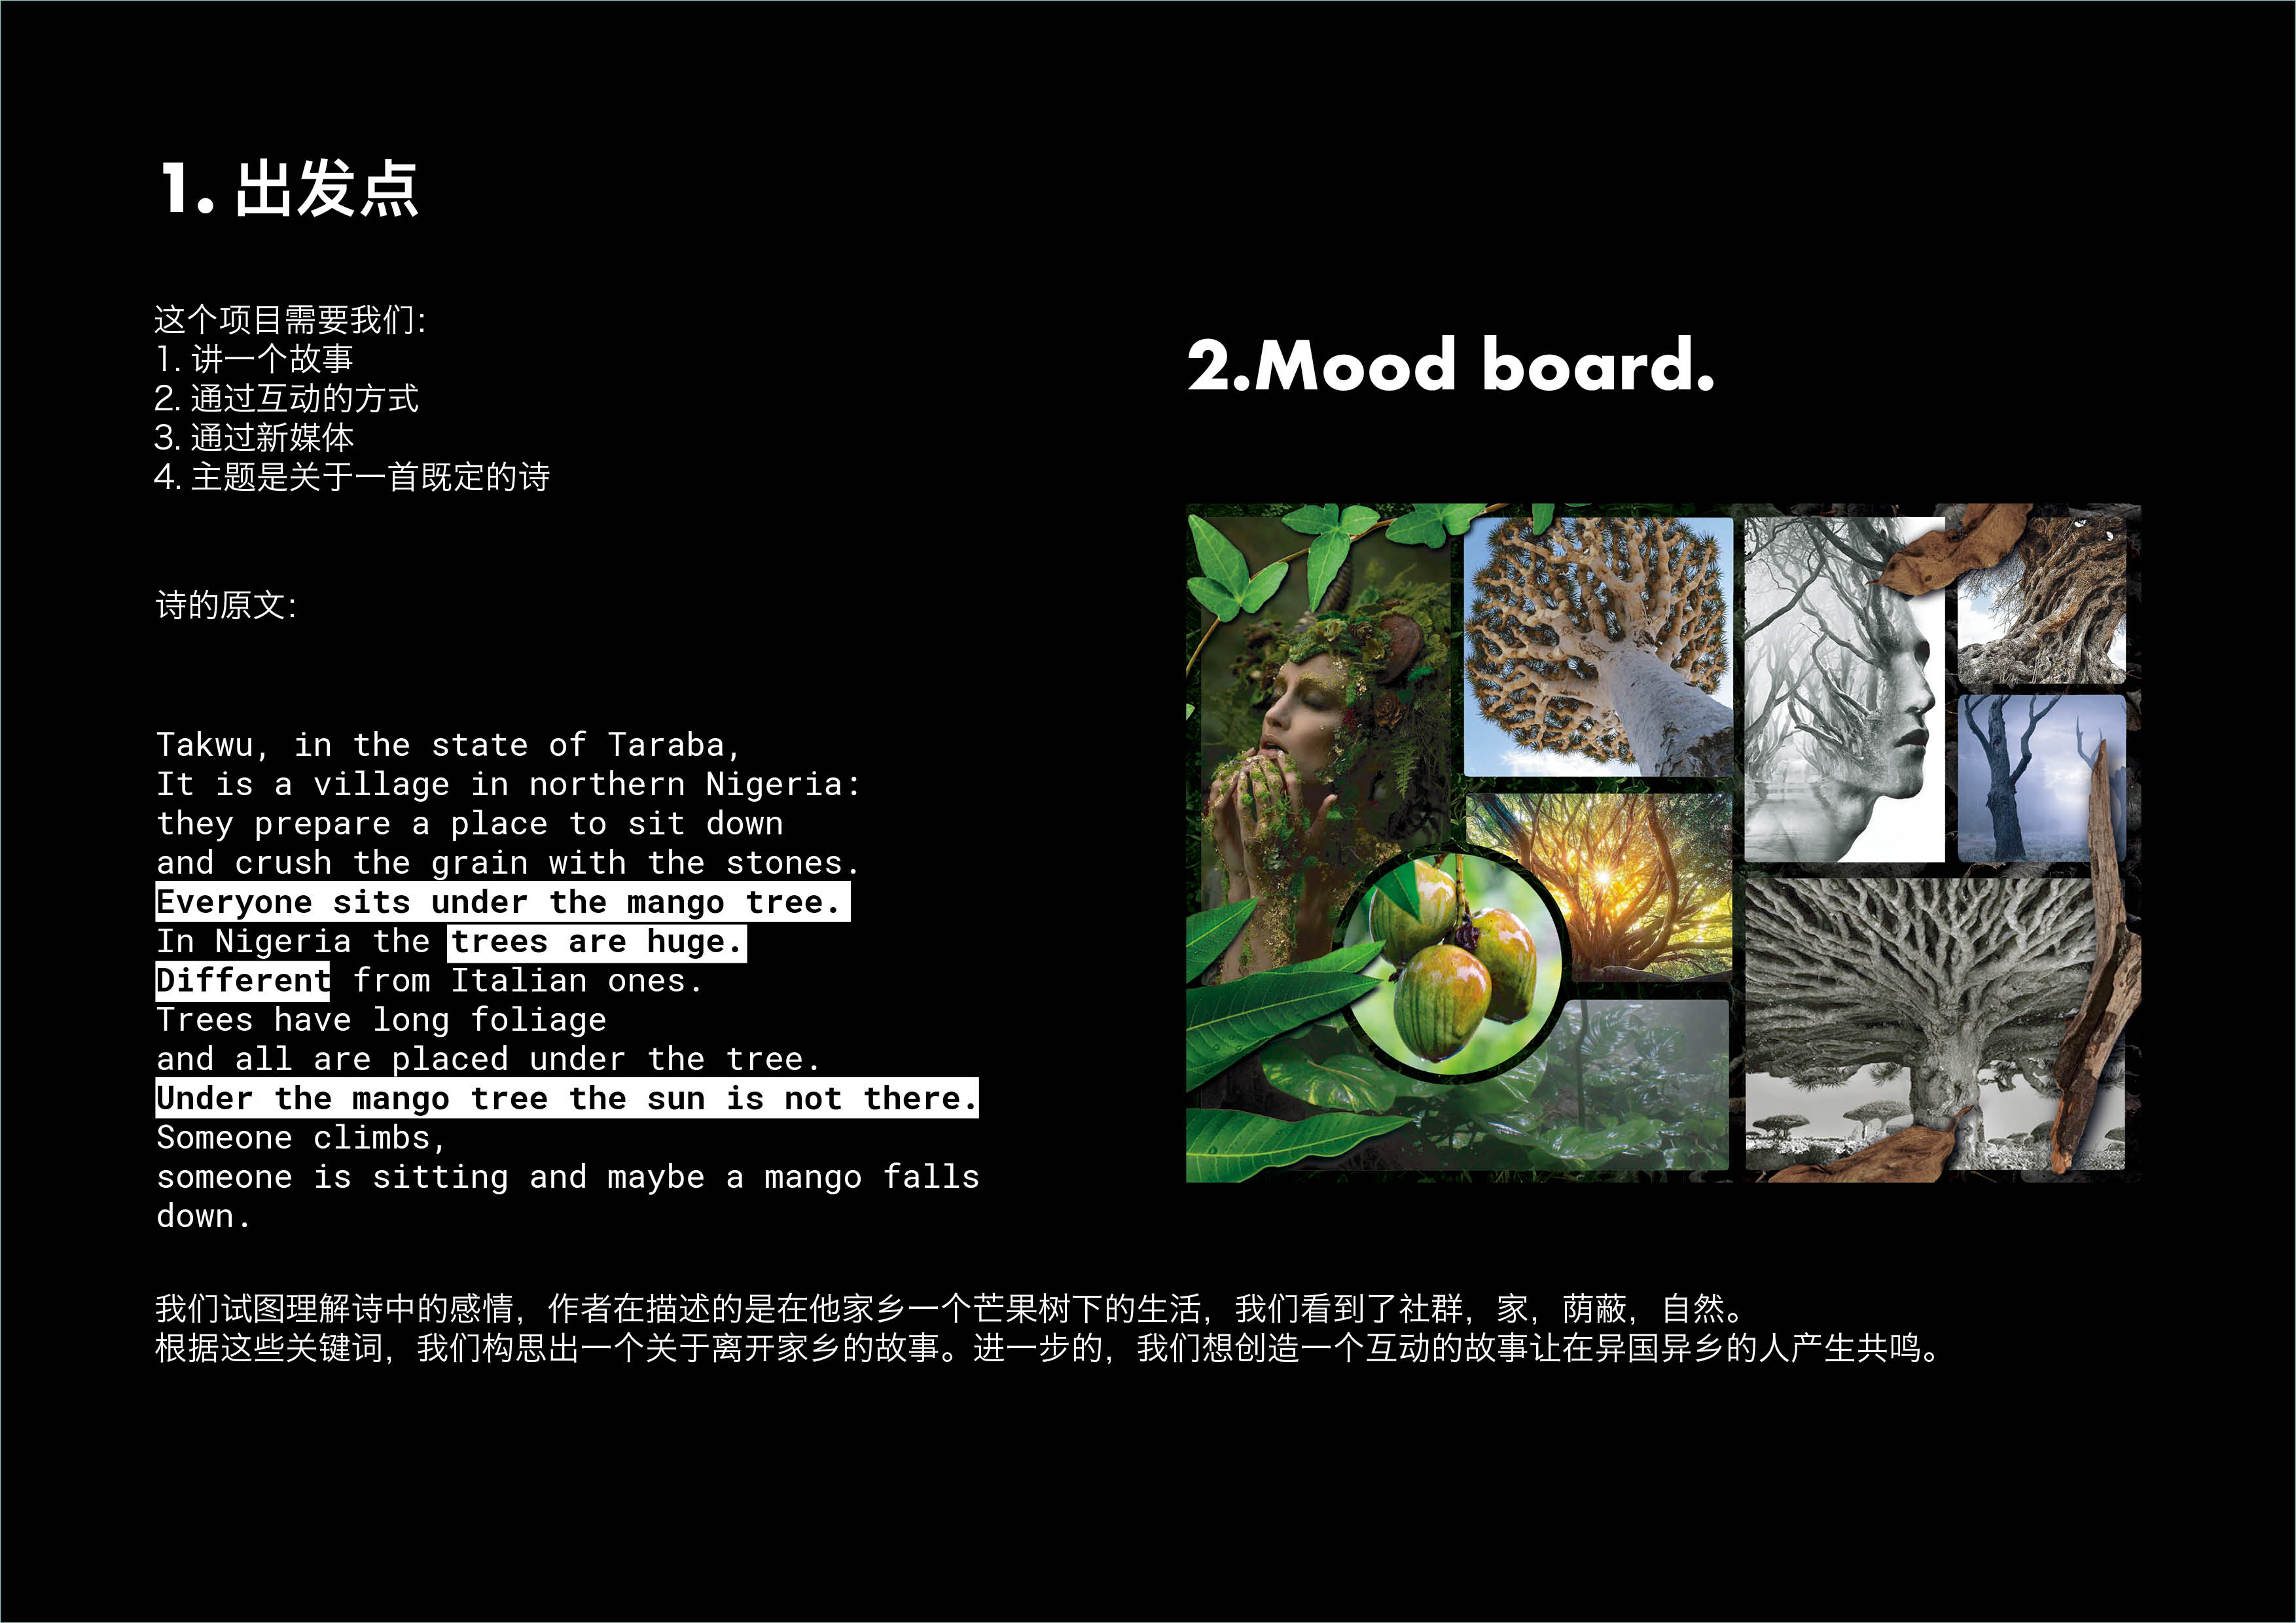 1. 出发点
这个项目需要我们：
1. 讲一个故事
2. 通过互动的方式
3. 通过新媒体
4. 主题是关于一首既定的诗
诗的原文：
Takwu, in the state of Taraba,
It is a village in northern Nigeria:
they prepare a place to sit down
and crush the grain with the stones.
Everyone sits under the mango tree.
In Nigeria the trees are huge.
Different from Italian ones.
Trees have long foliage
and all are placed under the tree.
Under the mango tree the sun is not there.
Someone climbs,
someone is sitting and maybe a mango falls
down.
2.Mood board.
我们试图理解诗中的感情，作者在描述的是在他家乡一个芒果树下的生活，我们看到了社群，家，荫蔽，自然。
根据这些关键词，我们构思出一个关于离开家乡的故事。进一步的，我们想创造一个互动的故事让在异国异乡的人产生共鸣。